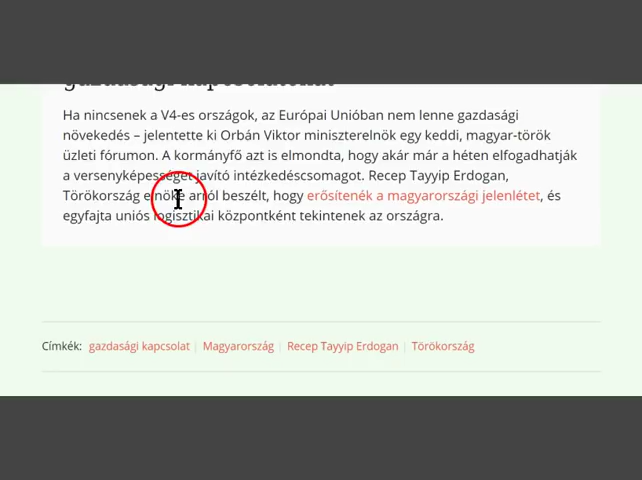 gazdasági kapcsolatokat
Ha nincsenek a V4-es országok, az Európai Unióban nem lenne gazdasági
növekedés – jelentette ki Orbán Viktor miniszterelnök egy keddi, magyar-török
üzleti fórumon. A kormányfő azt is elmondta, hogy akár már a héten elfogadhatják
a versenyképességet javító intézkedéscsomagot. Recep Tayyip Erdogan,
Törökország elnöke arról beszélt, hogy erősítenék a magyarországi jelenlétet, és
egyfajta uniós logisztikai központként tekintenek az országra.
Címkék: gazdasági kapcsolat | Magyarország | Recep Tayyip Erdogan | Törökország